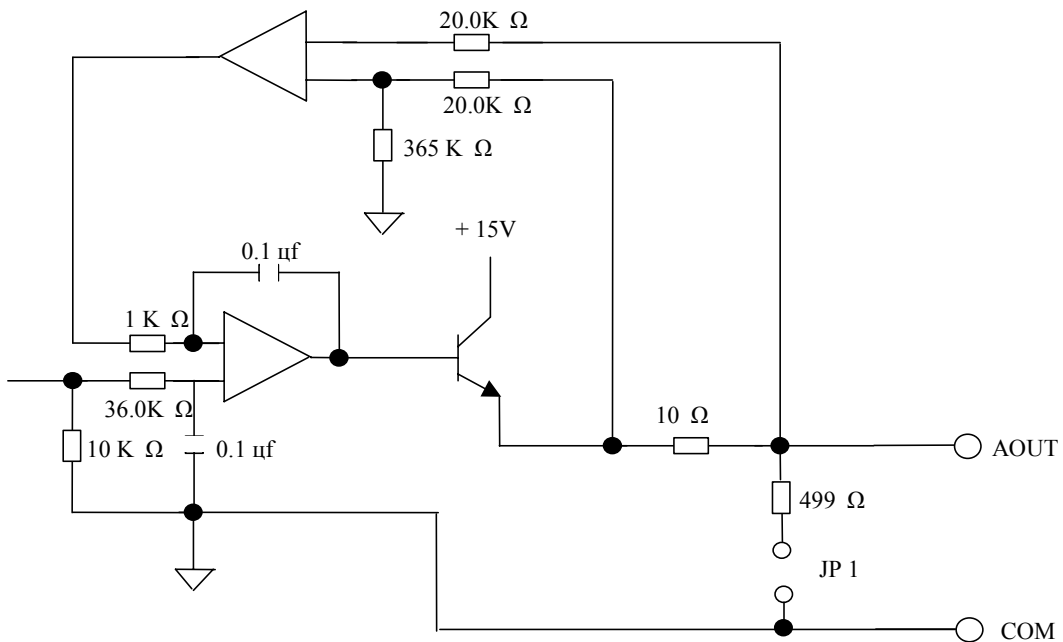 20.0K Ω
20.0K Ω
365 K Ω
+ 15V
0.1 цf
1 K Ω
36.0K Ω
10 Ω
10 K Ω
0.1 цf
AOUT
499 Ω
JP 1
COM